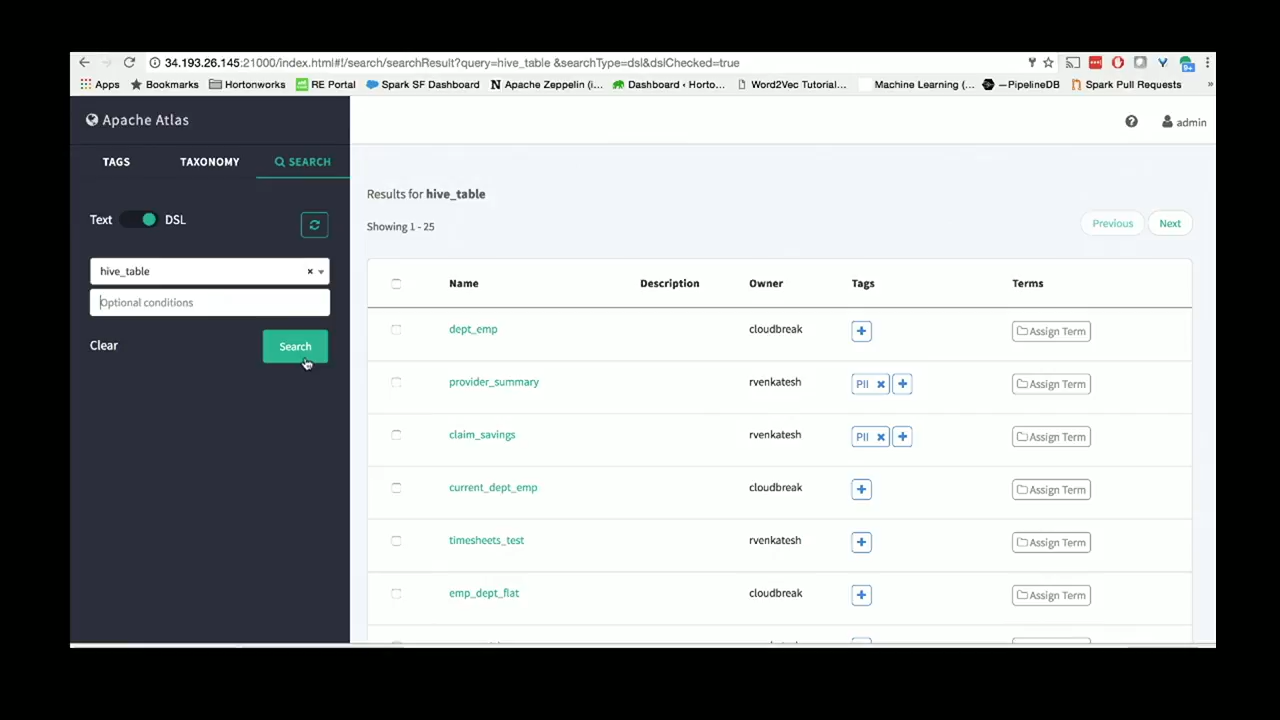 34.193.26.145:21000/index.html#!/search/searchResult?query=hive_table &searchType=dsl&dslChecked=true
Apps Bookmarks Hortonworks RE Portal Spark SF Dashboard Apache Zeppelin (i... Dashboard ‹ Horto... Word2Vec Tutorial... Machine Learning (... —PipelineDB Spark Pull Requests »
Apache Atlas
admin
TAGS TAXONOMY SEARCH
Text DSL
hive_table
Optional conditions
Clear Search
Results for hive_table
Showing 1 - 25
Previous Next
Name Description Owner Tags Terms
dept_emp cloudbreak Assign Term
provider_summary rvenkatesh PII Assign Term
claim_savings rvenkatesh PII Assign Term
current_dept_emp cloudbreak Assign Term
timesheets_test rvenkatesh Assign Term
emp_dept_flat cloudbreak Assign Term